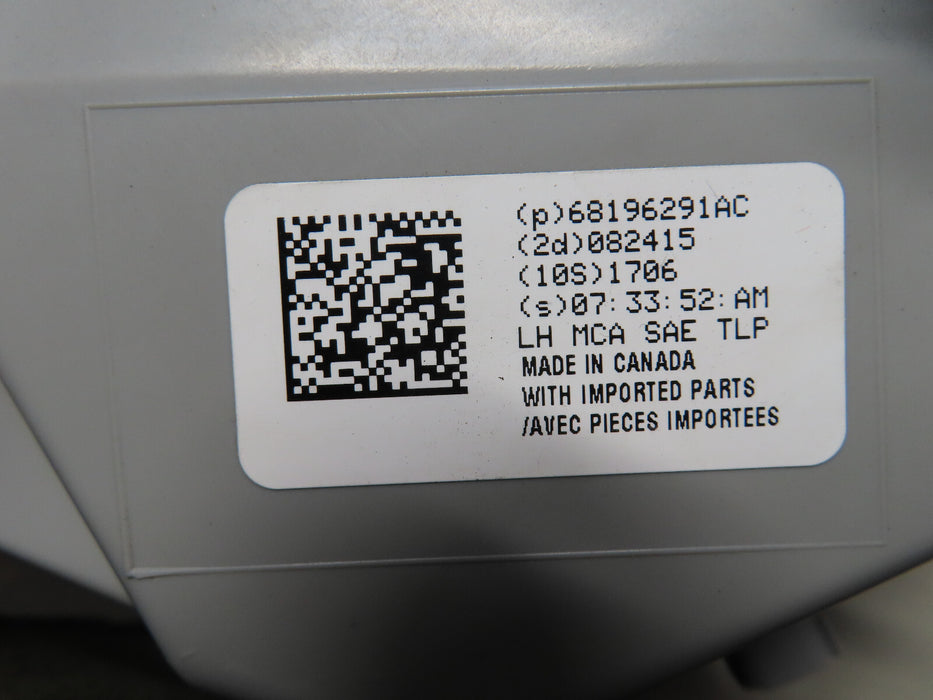 (p)68196291AC
(2d)082415
(10S)1706
(s)07:33:52:AM
LH MCA SAE TLP
MADE IN CANADA
WITH IMPORTED PARTS
/AVEC PIECES IMPORTEES